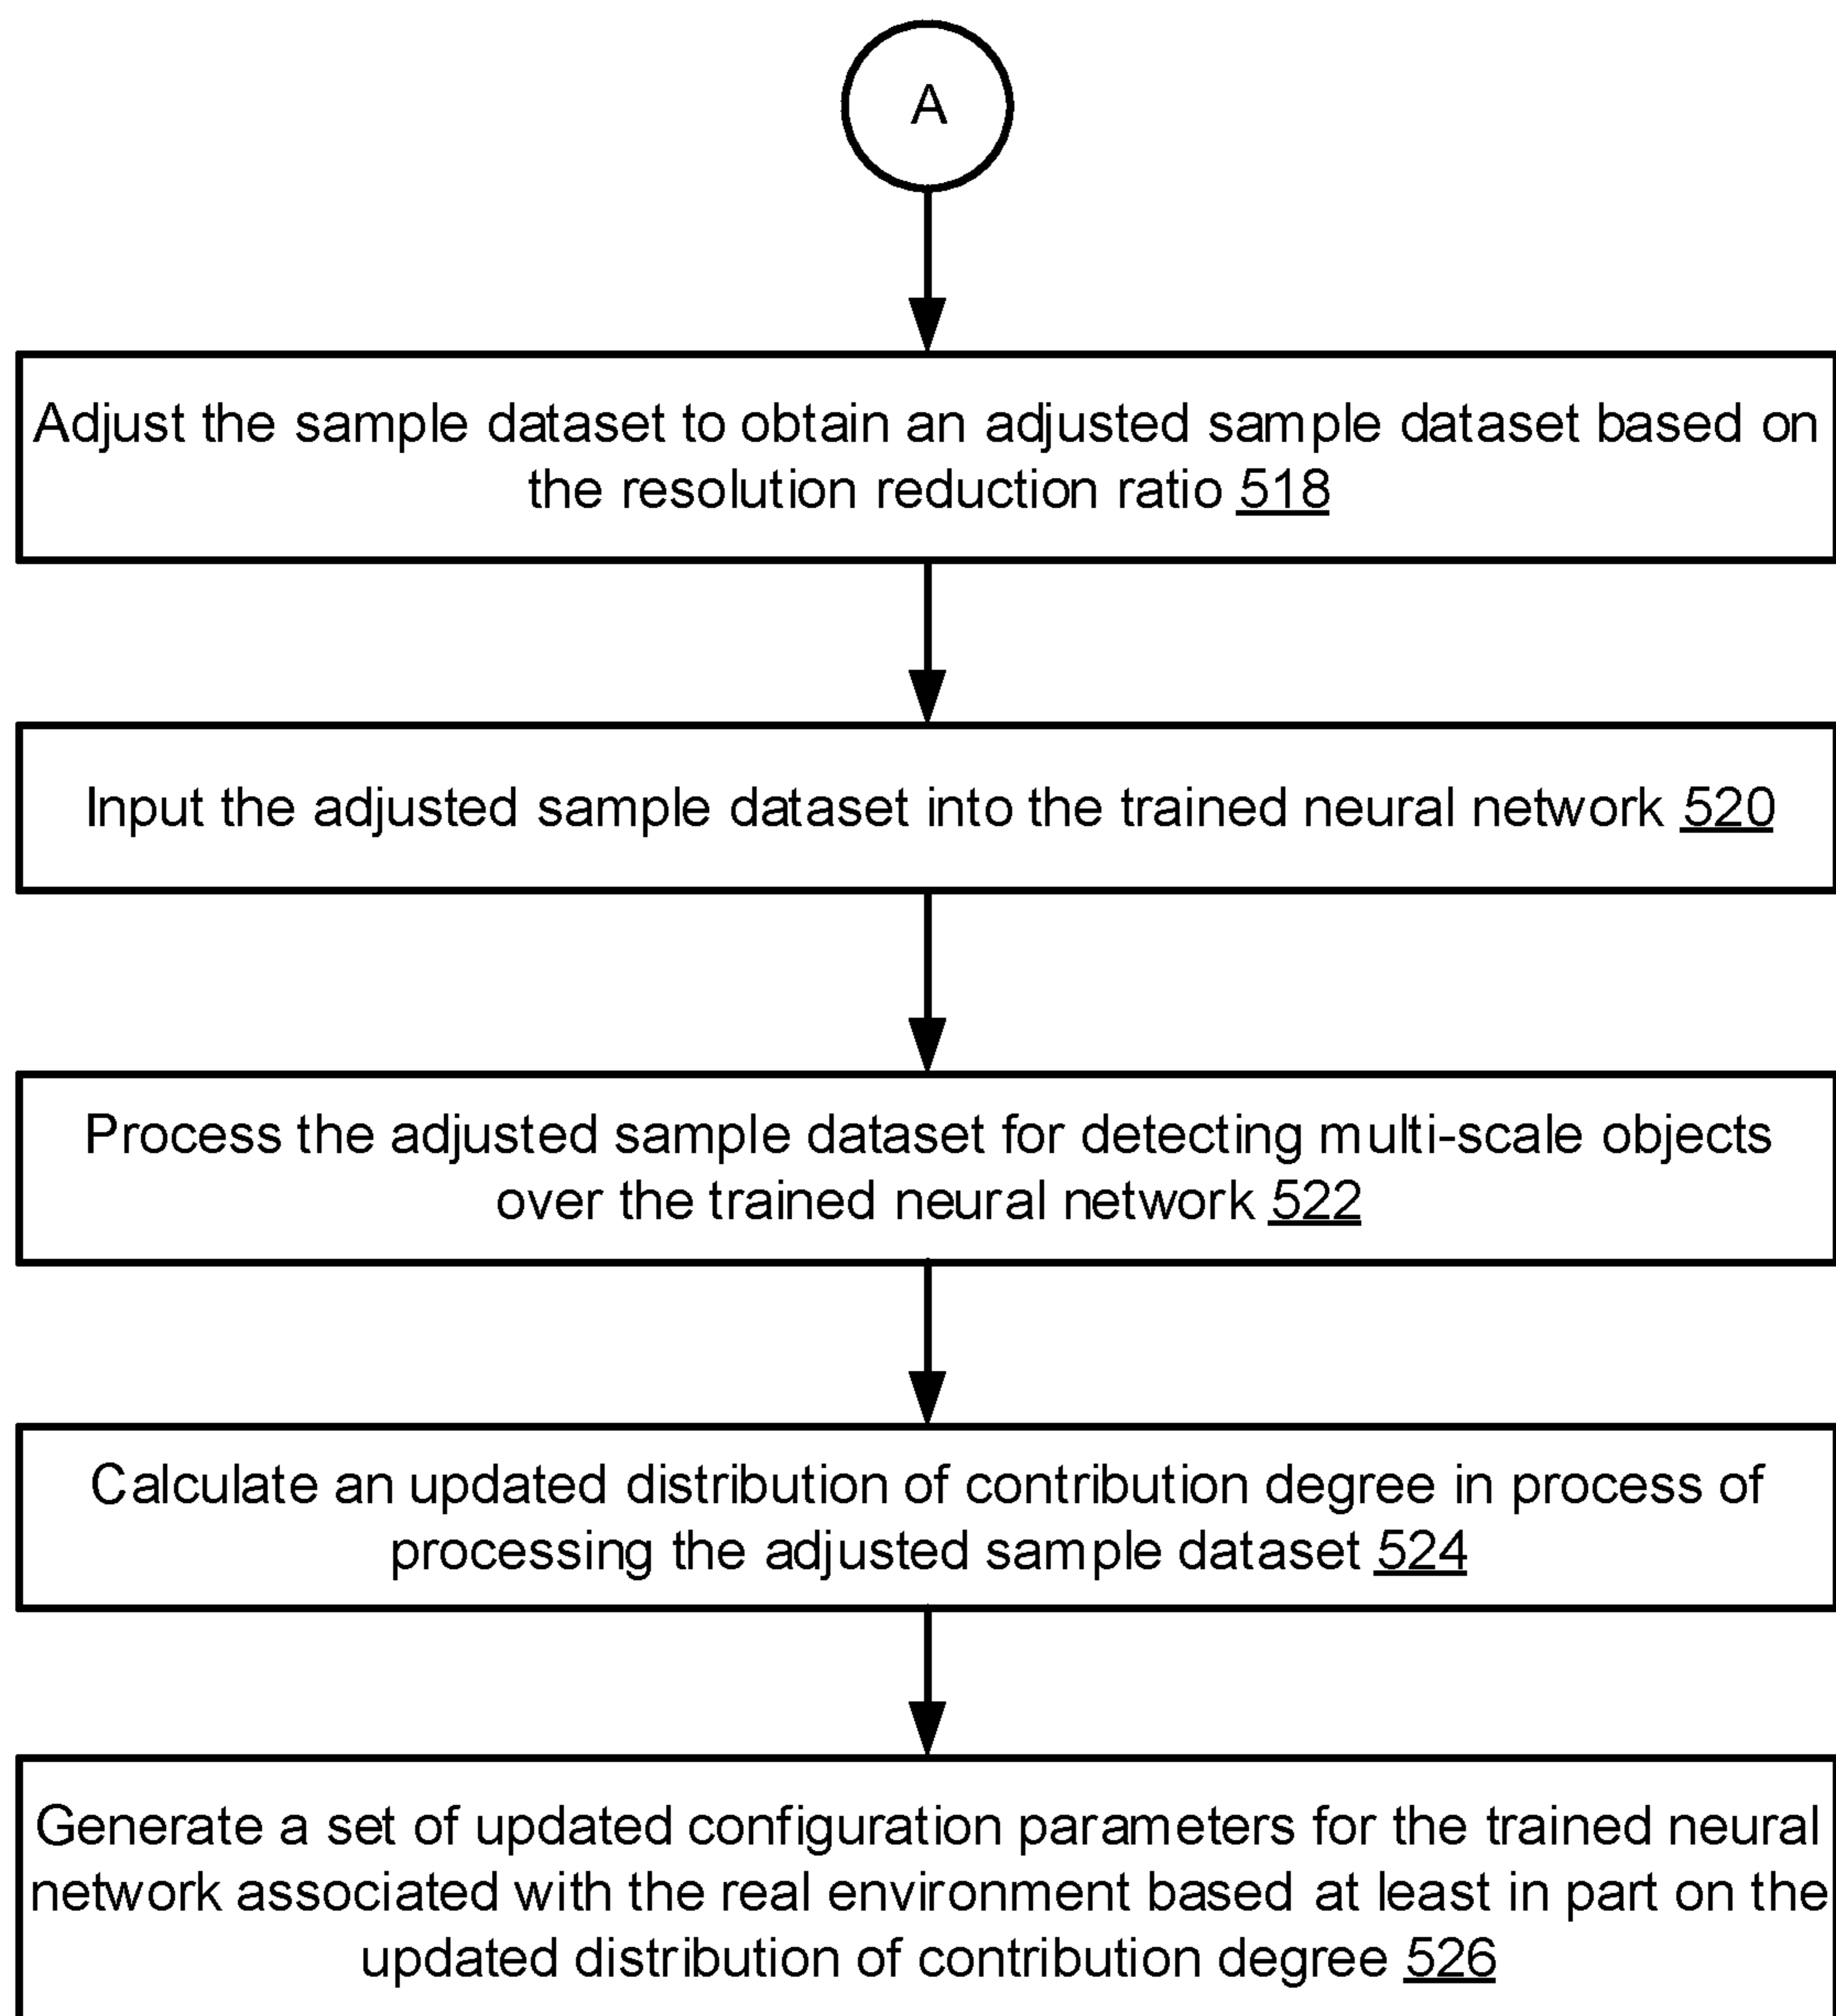 A
Adjust the sample dataset to obtain an adjusted sample dataset based on
the resolution reduction ratio 518
Input the adjusted sample dataset into the trained neural network 520
Process the adjusted sample dataset for detecting multi-scale objects
over the trained neural network 522
Calculate an updated distribution of contribution degree in process of
processing the adjusted sample dataset 524
Generate a set of updated configuration parameters for the trained neural
network associated with the real environment based at least in part on the
updated distribution of contribution degree 526